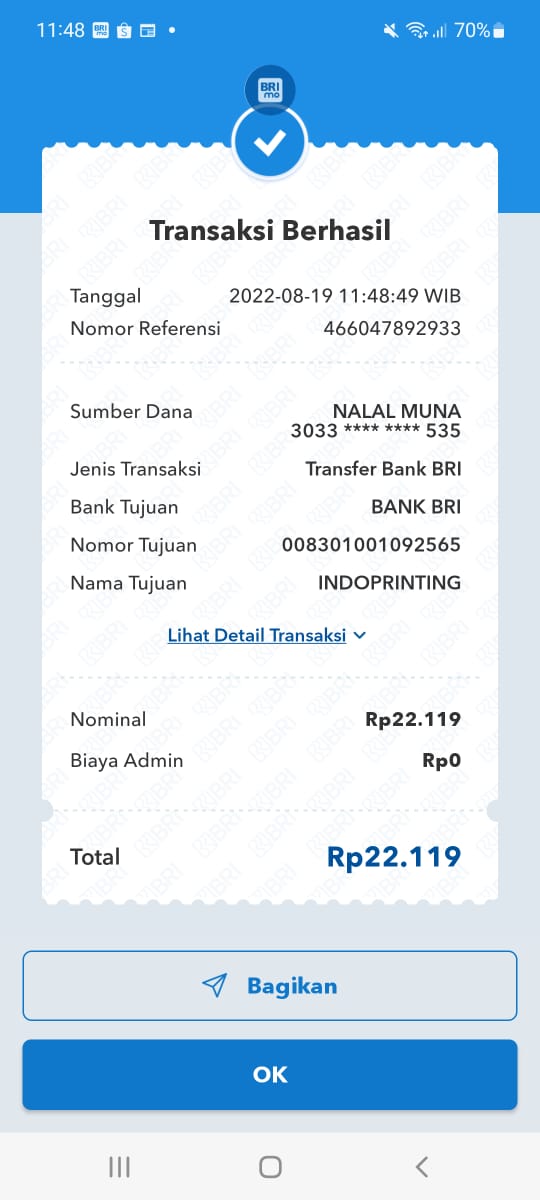 11:48 BRI mo S 70%
BRI
mo
Transaksi Berhasil
Tanggal 2022-08-19 11:48:49 WIB
Nomor Referensi 466047892933
Sumber Dana NALAL MUNA
3033 **** **** 535
Jenis Transaksi Transfer Bank BRI
Bank Tujuan BANK BRI
Nomor Tujuan 008301001092565
Nama Tujuan INDOPRINTING
Lihat Detail Transaksi
Nominal Rp22.119
Biaya Admin Rp0
Total Rp22.119
Bagikan
OK